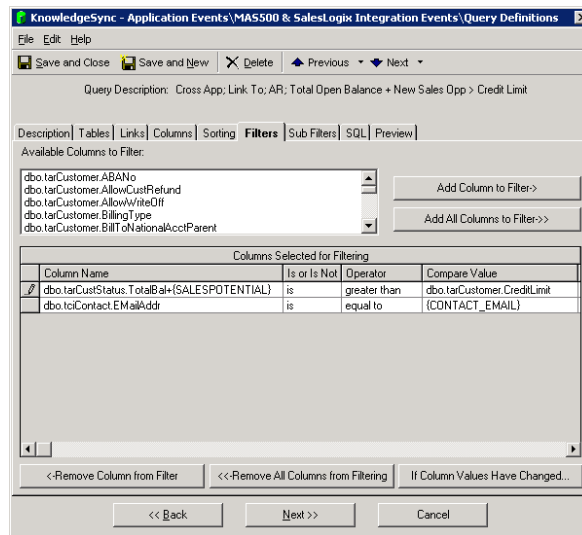 KnowledgeSync - Application Events\MAS500 & SalesLogix Integration Events\Query Definitions
File Edit Help
Save and Close Save and New Delete Previous Next
Query Description: Cross App; Link To; AR; Total Open Balance + New Sales Opp > Credit Limit
Description Tables Links Columns Sorting Filters Sub Filters SQL Preview
Available Columns to Filter:
dbo.tarCustomer.ABANo
dbo.tarCustomer.AllowCustRefund
dbo.tarCustomer.AllowWriteOff
dbo.tarCustomer.BillingType
dbo.tarCustomer.BillToNationalAcctParent
Add Column to Filter->
Add All Columns to Filter->>
Columns Selected for Filtering
Column Name Is or Is Not Operator Compare Value
dbo.tarCustStatus.TotalBal+{SALESPOTENTIAL} is greater than dbo.tarCustomer.CreditLimit
dbo.tciContact.EMailAddr is equal to {CONTACT_EMAIL}
<-Remove Column from Filter <<-Remove All Columns from Filtering If Column Values Have Changed...
<< Back Next >> Cancel